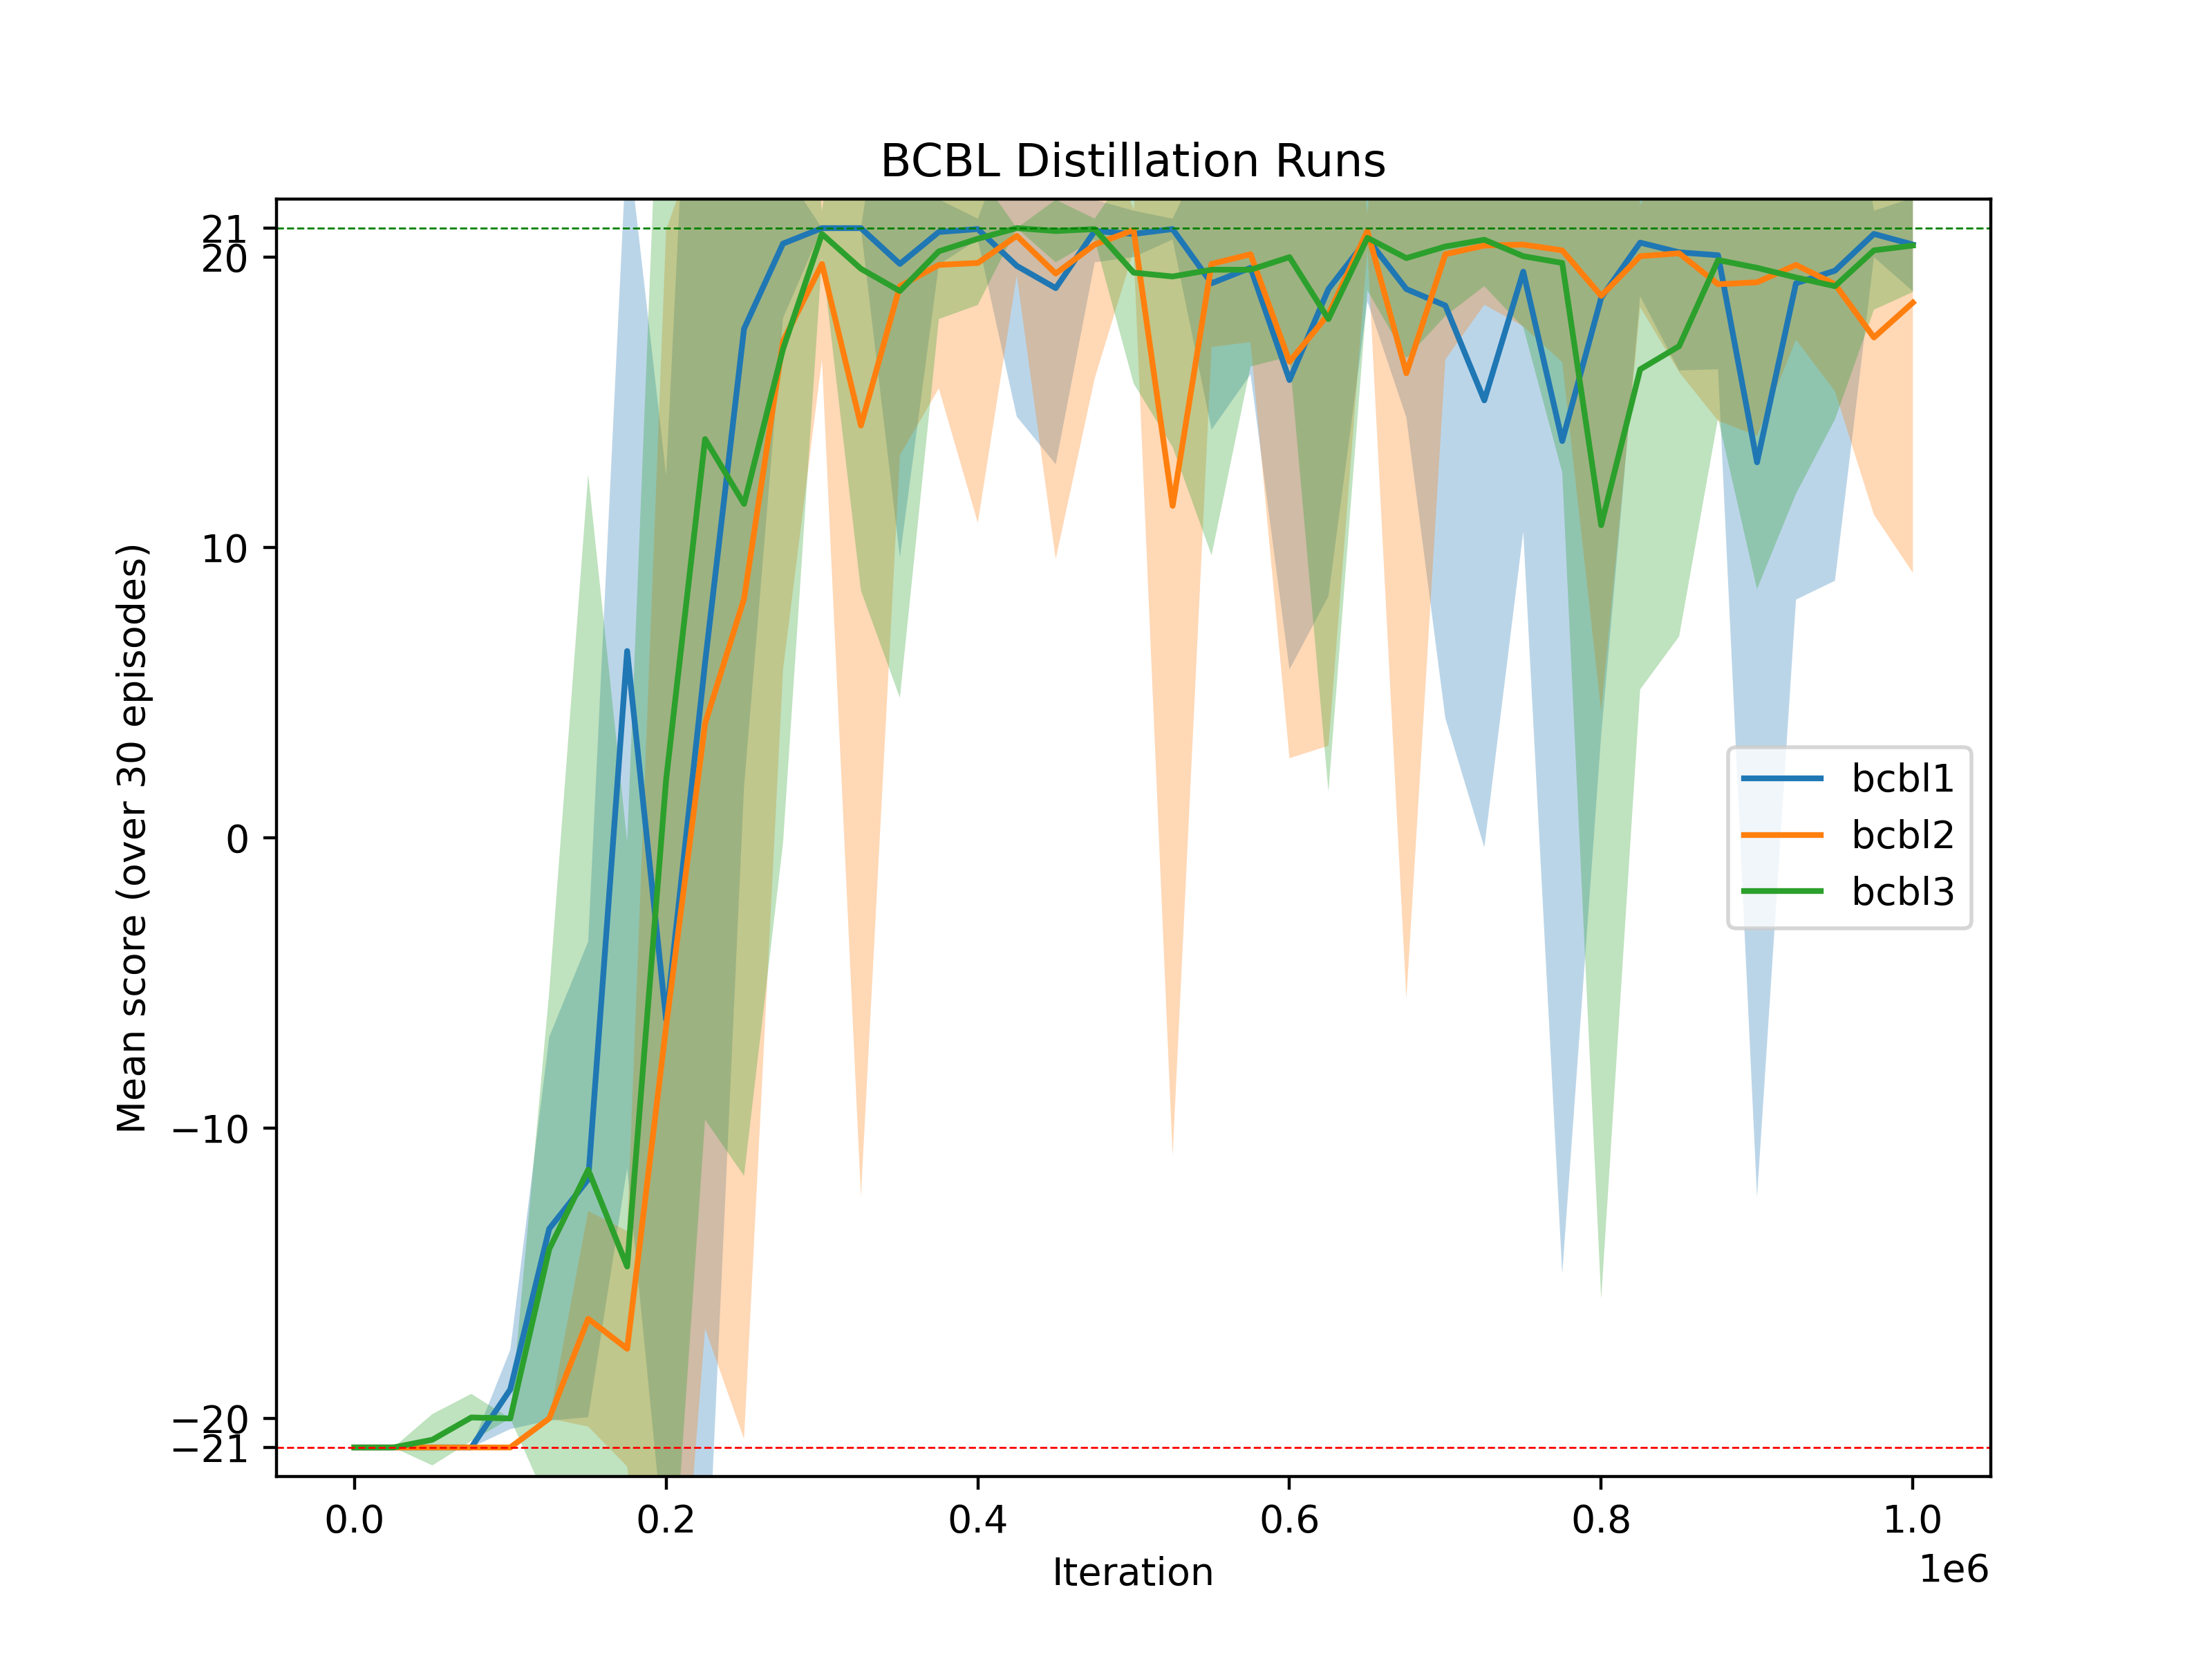 BCBL Distillation Runs
21
20
10
0
−10
−20
−21
Mean score (over 30 episodes)
bcbl1
bcbl2
bcbl3
0.0 0.2 0.4 0.6 0.8 1.0
Iteration
1e6